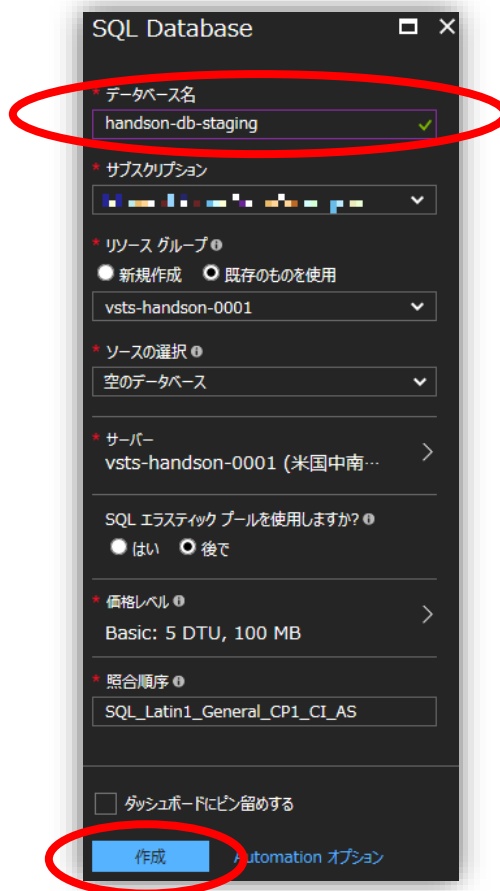 SQL Database
* データベース名
handson-db-staging
* サブスクリプション
* リソース グループ
新規作成 既存のものを使用
vsts-handson-0001
* ソースの選択
空のデータベース
* サーバー
vsts-handson-0001 (米国中南…
SQL エラスティック プールを使用しますか?
はい 後で
* 価格レベル
Basic: 5 DTU, 100 MB
* 照合順序
SQL_Latin1_General_CP1_CI_AS
ダッシュボードにピン留めする
作成 Automation オプション